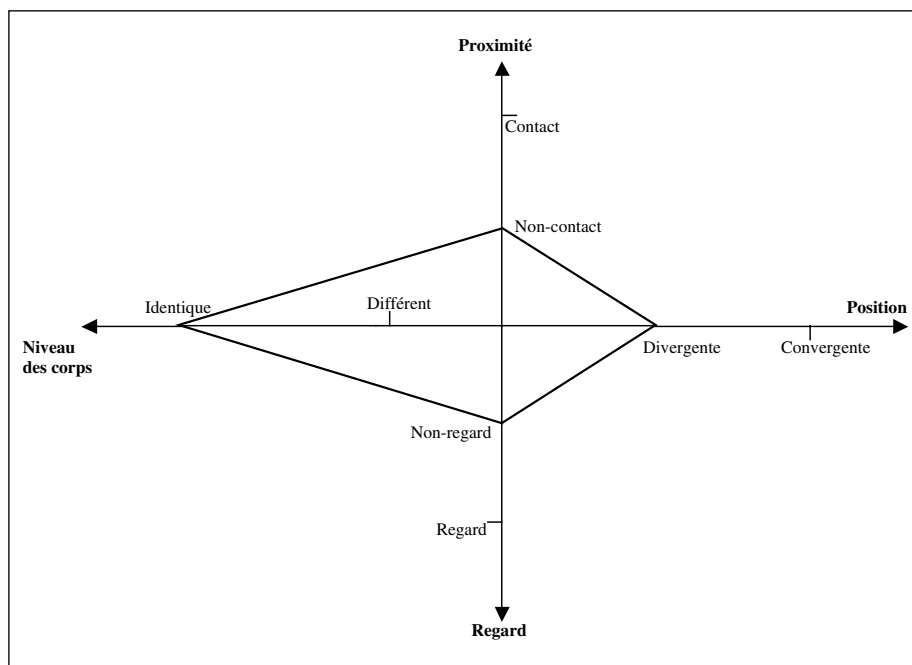 Proximité
Contact
Non-contact
Identique
Différent
Position
Niveau
des corps
Divergente
Convergente
Non-regard
Regard
Regard